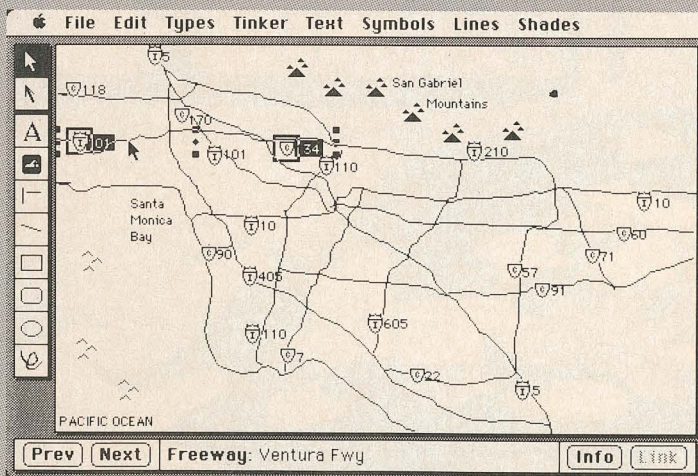 File Edit Types Tinker Text Symbols Lines Shades
I 5
C 118
San Gabriel
Mountains
C 170
I 101
C 134
I 101
I 110
I 210
Santa
Monica
Bay
I 10
I 10
C 60
C 90
C 71
I 405
C 57
C 91
I 110
I 605
C 7
C 22
I 5
PACIFIC OCEAN
A
Prev Next Freeway: Ventura Fwy Info Link